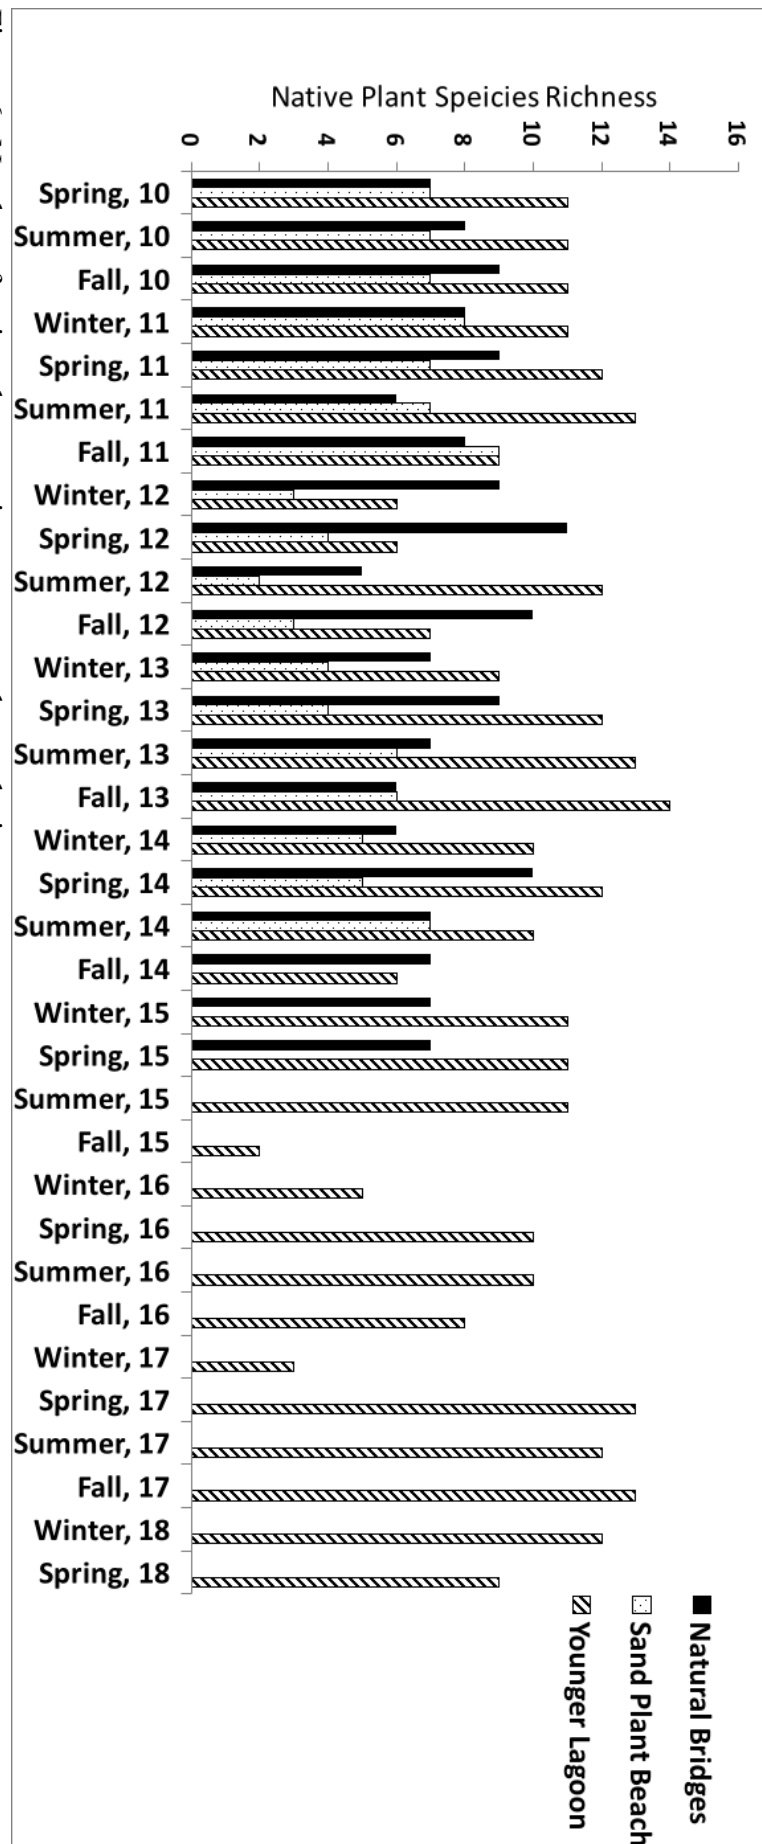 Native Plant Speicies Richness
0
2
4
6
8
10
12
14
16
Spring, 10
Summer, 10
Fall, 10
Winter, 11
Spring, 11
Summer, 11
Fall, 11
Winter, 12
Spring, 12
Summer, 12
Fall, 12
Winter, 13
Spring, 13
Summer, 13
Fall, 13
Winter, 14
Spring, 14
Summer, 14
Fall, 14
Winter, 15
Spring, 15
Summer, 15
Fall, 15
Winter, 16
Spring, 16
Summer, 16
Fall, 16
Winter, 17
Spring, 17
Summer, 17
Fall, 17
Winter, 18
Spring, 18
Natural Bridges
Sand Plant Beach
Younger Lagoon